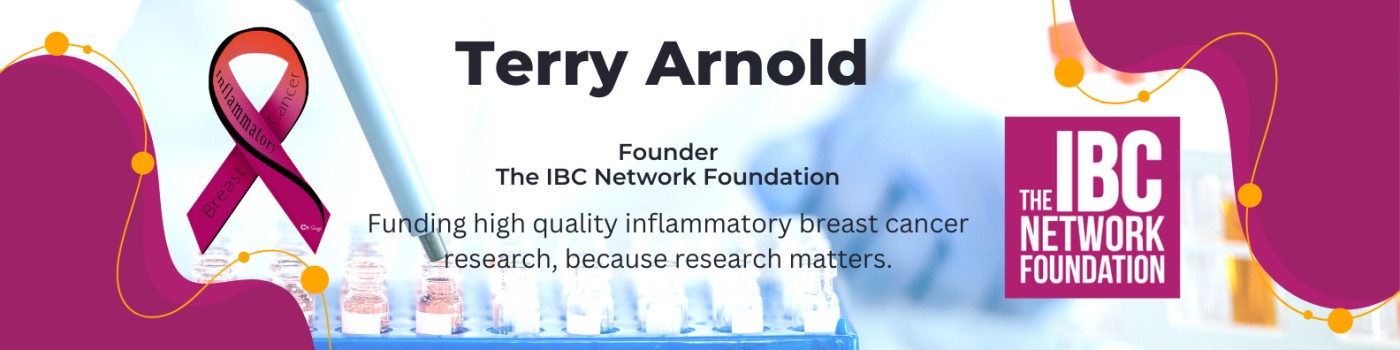 Terry Arnold
Founder
The IBC Network Foundation
Funding high quality inflammatory breast cancer
research, because research matters.
Inflammatory
Cancer
Breast
THE IBC
NETWORK
FOUNDATION